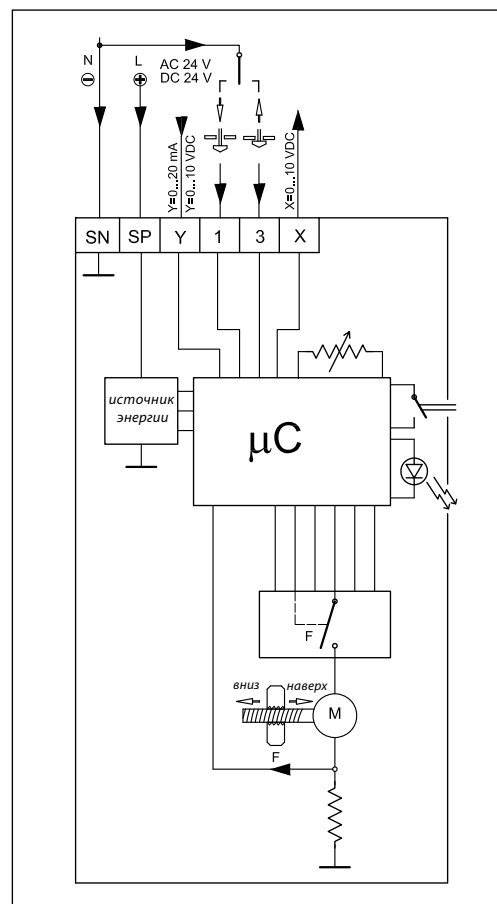 N
L
AC 24 V
DC 24 V
Y=0...20 mA
Y=0...10 VDC
X=0...10 VDC
SN
SP
Y
1
3
X
источник
энергии
µC
F
вниз
наверх
M
F